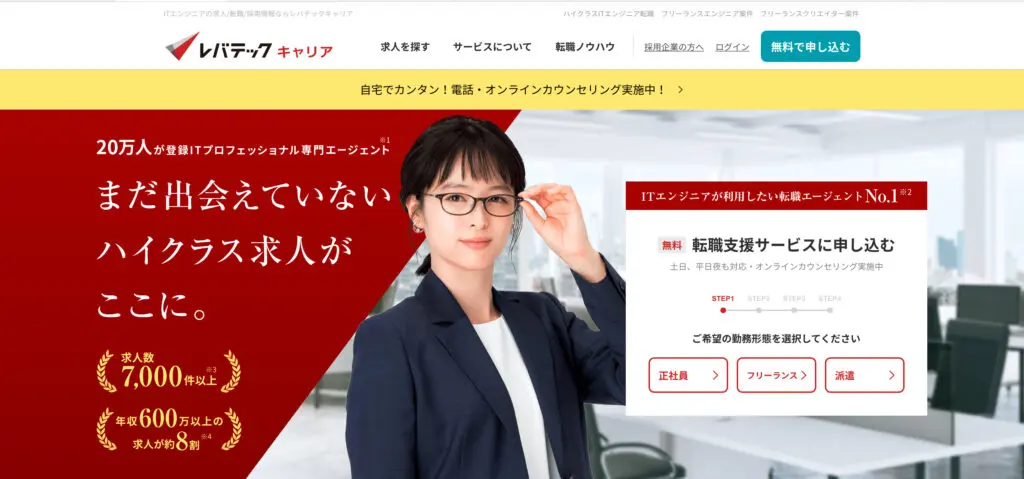 ITエンジニアの求人/転職/採用情報ならレバテックキャリア
ハイクラスITエンジニア転職 フリーランスエンジニア案件 フリーランスクリエイター案件
レバテック キャリア
求人を探す サービスについて 転職ノウハウ 採用企業の方へ ログイン 無料で申し込む
自宅でカンタン！電話・オンラインカウンセリング実施中！
20万人が登録ITプロフェッショナル専門エージェント※1
まだ出会えていない
ハイクラス求人が
ここに。
求人数
7,000件以上※3
年収600万以上の
求人が約8割※4
ITエンジニアが利用したい転職エージェントNo.1※2
無料 転職支援サービスに申し込む
土日、平日夜も対応・オンラインカウンセリング実施中
STEP1 STEP2 STEP3 STEP4
ご希望の勤務形態を選択してください
正社員 フリーランス 派遣